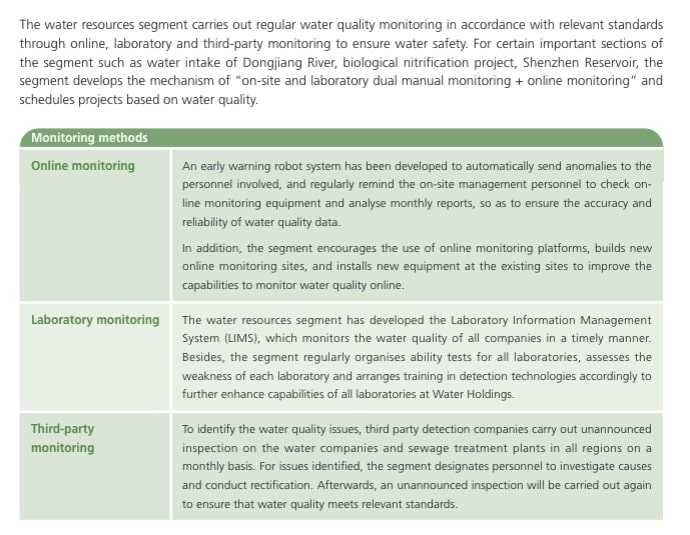 The water resources segment carries out regular water quality monitoring in accordance with relevant standards
through online, laboratory and third-party monitoring to ensure water safety. For certain important sections of
the segment such as water intake of Dongjiang River, biological nitrification project, Shenzhen Reservoir, the
segment develops the mechanism of "on-site and laboratory dual manual monitoring + online monitoring" and
schedules projects based on water quality.
Monitoring methods
Online monitoring
An early warning robot system has been developed to automatically send anomalies to the
personnel involved, and regularly remind the on-site management personnel to check on-
line monitoring equipment and analyse monthly reports, so as to ensure the accuracy and
reliability of water quality data.
In addition, the segment encourages the use of online monitoring platforms, builds new
online monitoring sites, and installs new equipment at the existing sites to improve the
capabilities to monitor water quality online.
Laboratory monitoring
The water resources segment has developed the Laboratory Information Management
System (LIMS), which monitors the water quality of all companies in a timely manner.
Besides, the segment regularly organises ability tests for all laboratories, assesses the
weakness of each laboratory and arranges training in detection technologies accordingly to
further enhance capabilities of all laboratories at Water Holdings.
Third-party
monitoring
To identify the water quality issues, third party detection companies carry out unannounced
inspection on the water companies and sewage treatment plants in all regions on a
monthly basis. For issues identified, the segment designates personnel to investigate causes
and conduct rectification. Afterwards, an unannounced inspection will be carried out again
to ensure that water quality meets relevant standards.